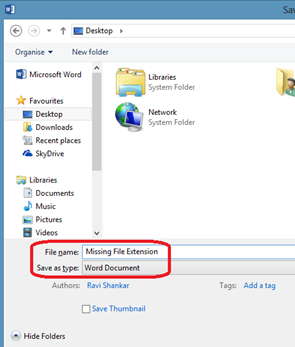 Sav
Desktop
Organise New folder
Microsoft Word
Favourites
Desktop
Downloads
Recent places
SkyDrive
Libraries
Documents
Music
Pictures
Videos
Libraries
System Folder
Network
System Folder
File name: Missing File Extension
Save as type: Word Document
Authors: Ravi Shankar Tags: Add a tag
Save Thumbnail
Hide Folders